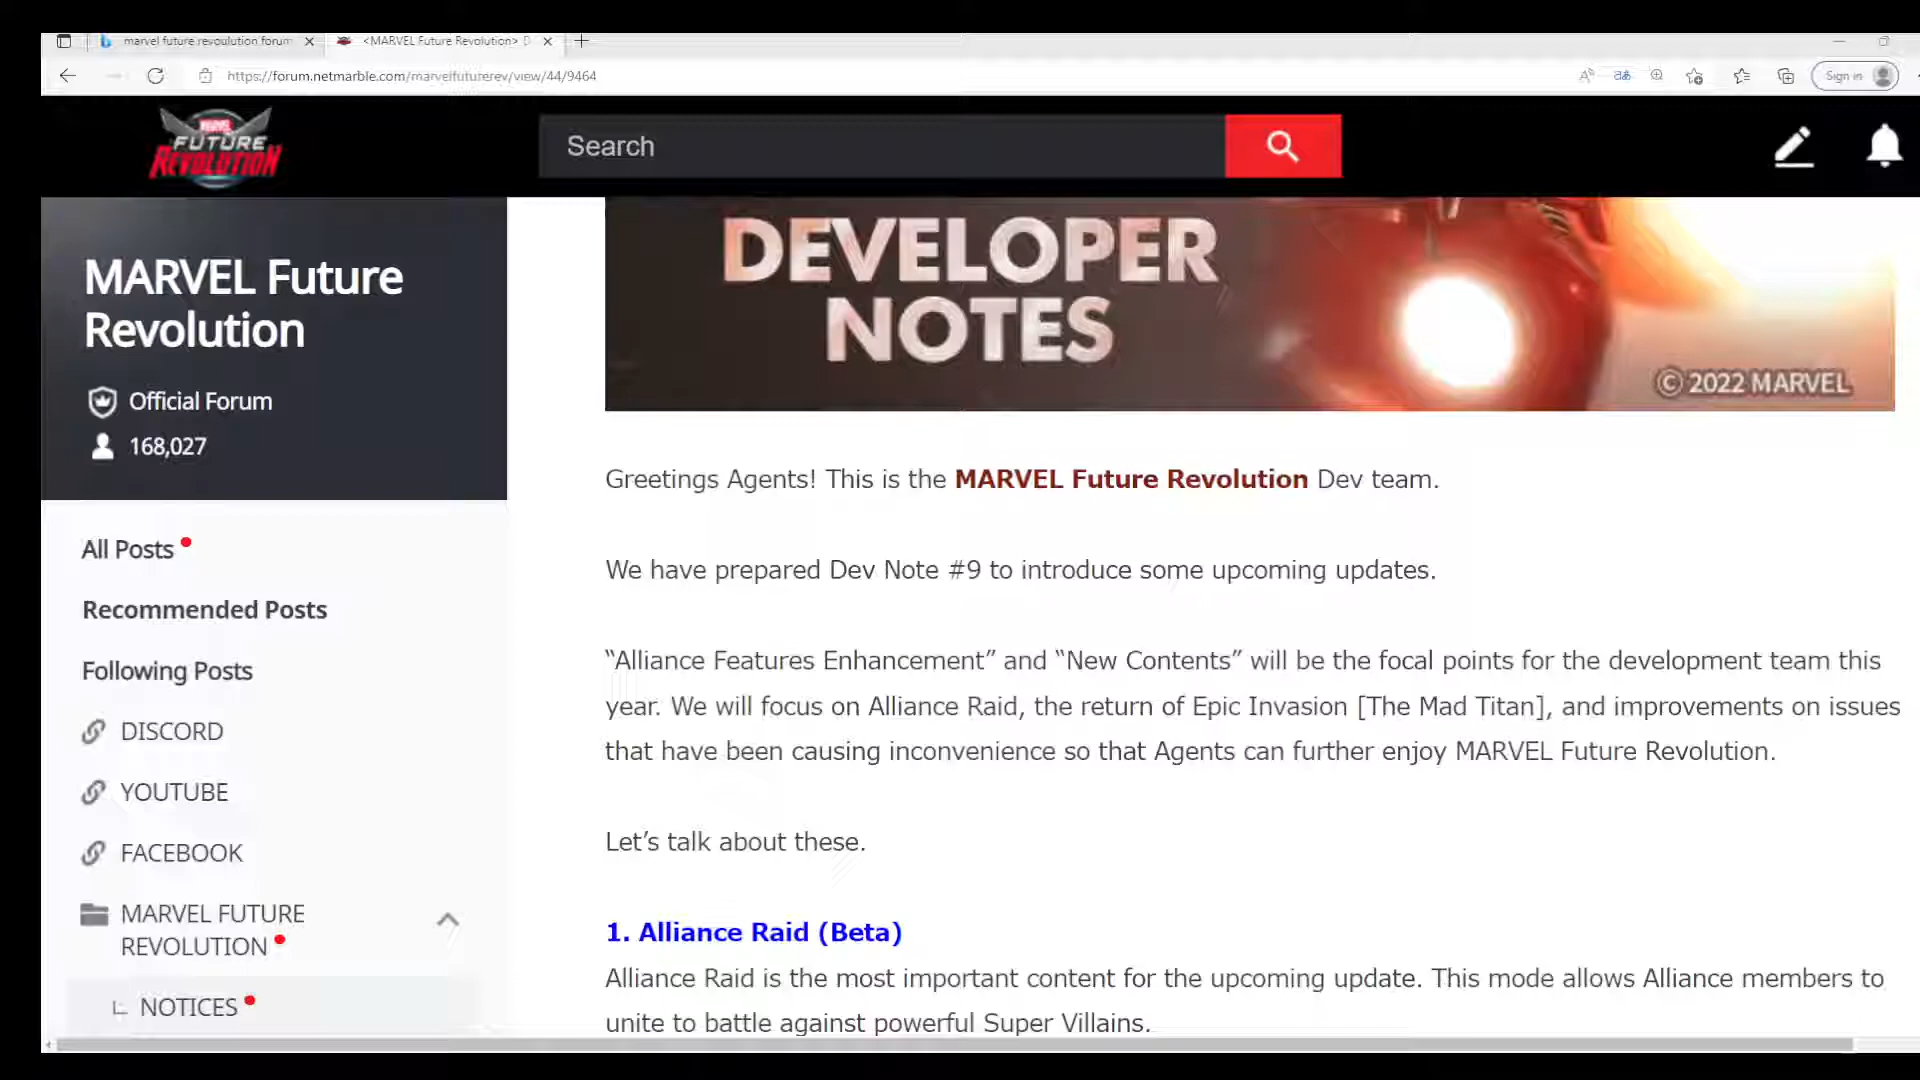 marvel future revoulution forum
<MARVEL Future Revolution> D
https://forum.netmarble.com/marvelfuturerev/view/44/9464
Sign in
MARVEL
FUTURE
REVOLUTION
Search
MARVEL Future
Revolution
Official Forum
168,027
All Posts
Recommended Posts
Following Posts
DISCORD
YOUTUBE
FACEBOOK
MARVEL FUTURE
REVOLUTION
NOTICES
DEVELOPER
NOTES
© 2022 MARVEL
Greetings Agents! This is the MARVEL Future Revolution Dev team.
We have prepared Dev Note #9 to introduce some upcoming updates.
“Alliance Features Enhancement” and “New Contents” will be the focal points for the development team this
year. We will focus on Alliance Raid, the return of Epic Invasion [The Mad Titan], and improvements on issues
that have been causing inconvenience so that Agents can further enjoy MARVEL Future Revolution.
Let’s talk about these.
1. Alliance Raid (Beta)
Alliance Raid is the most important content for the upcoming update. This mode allows Alliance members to
unite to battle against powerful Super Villains.